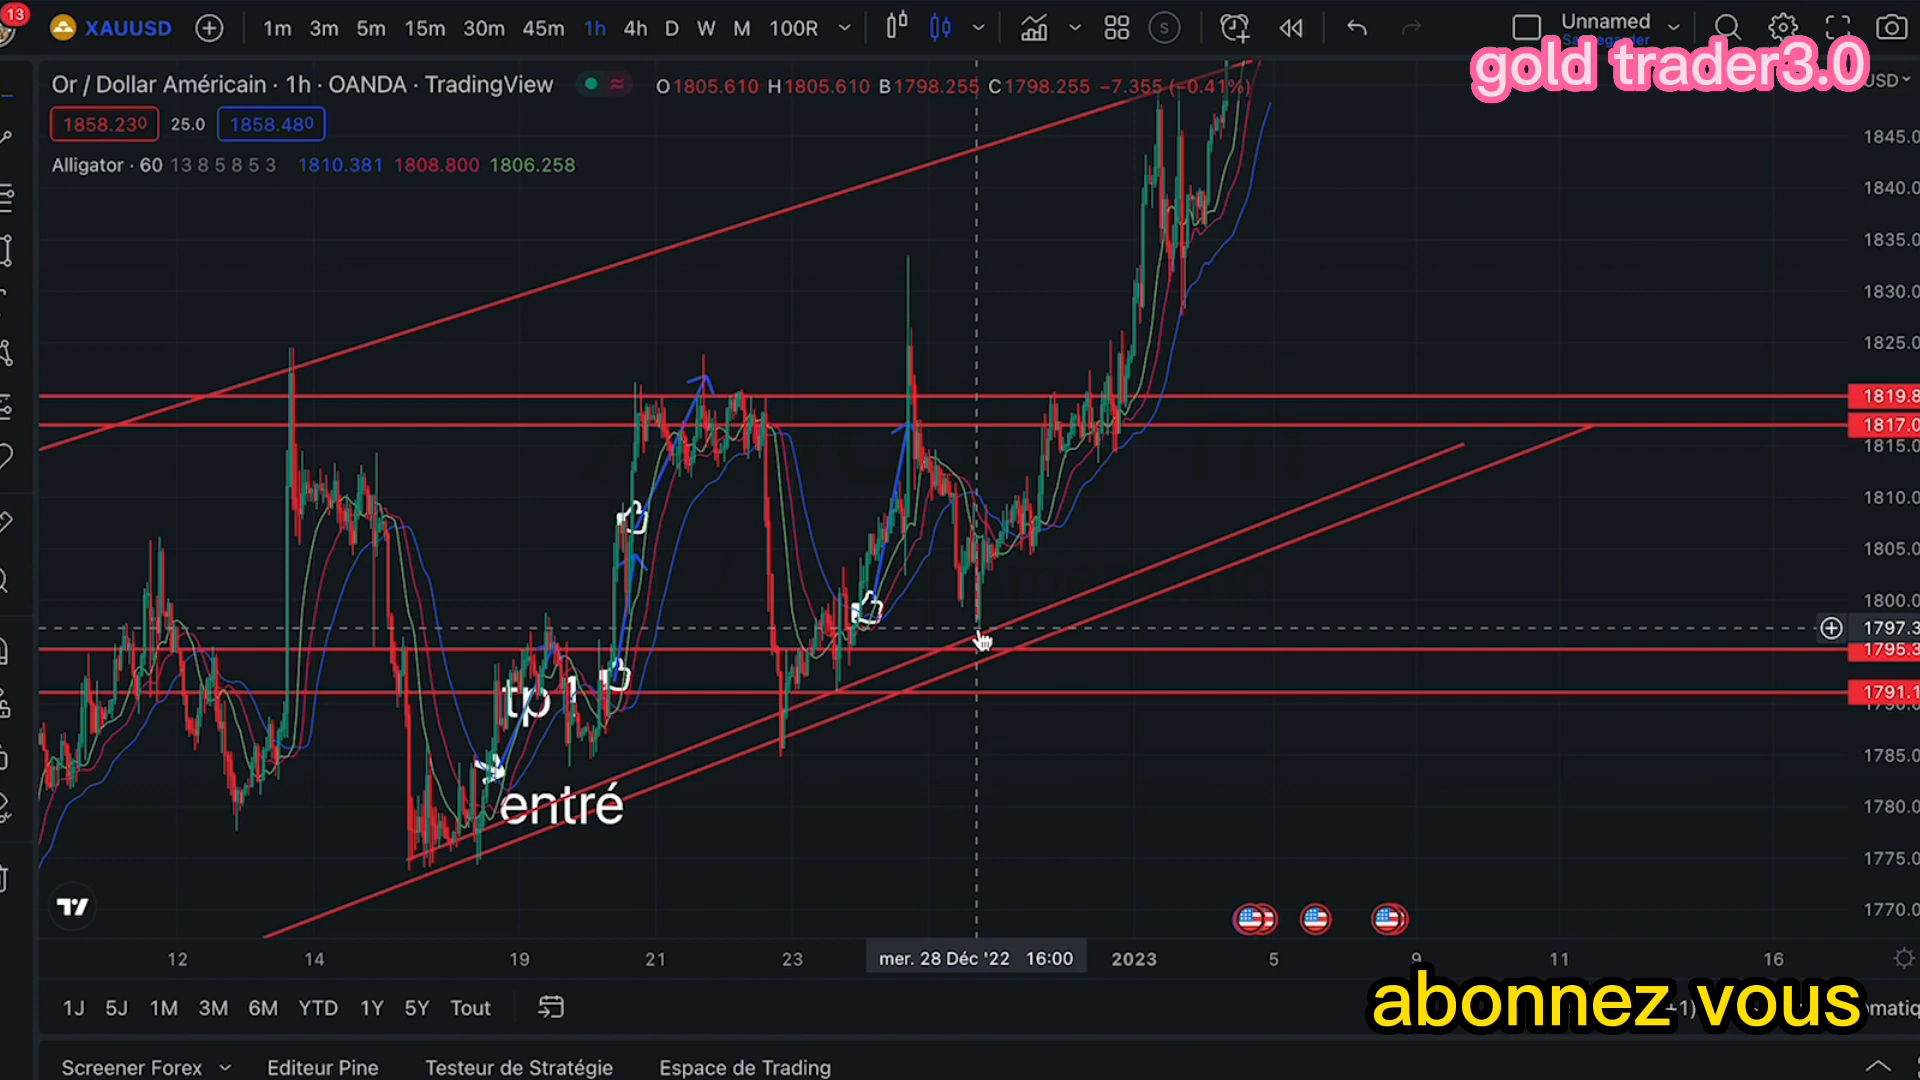 13
XAUUSD 1m 3m 5m 15m 30m 45m 1h 4h D W M 100R S Unnamed
gold trader3.0
Or / Dollar Américain · 1h · OANDA · TradingView O1805.610 H1805.610 B1798.255 C1798.255 −7.355 (−0.41%)
1858.230 25.0 1858.480
Alligator · 60 13 8 5 8 5 3 1810.381 1808.800 1806.258
1845.0
1840.0
1835.0
1830.0
1825.0
1819.8
1817.0
1815.0
1810.0
1805.0
1800.0
1797.3
1795.3
1791.1
1785.0
1780.0
1775.0
1770.0
tp 1
entré
12 14 19 21 23 mer. 28 Déc '22 16:00 2023 5 9 11 16
1J 5J 1M 3M 6M YTD 1Y 5Y Tout
abonnez vous
Screener Forex Editeur Pine Testeur de Stratégie Espace de Trading